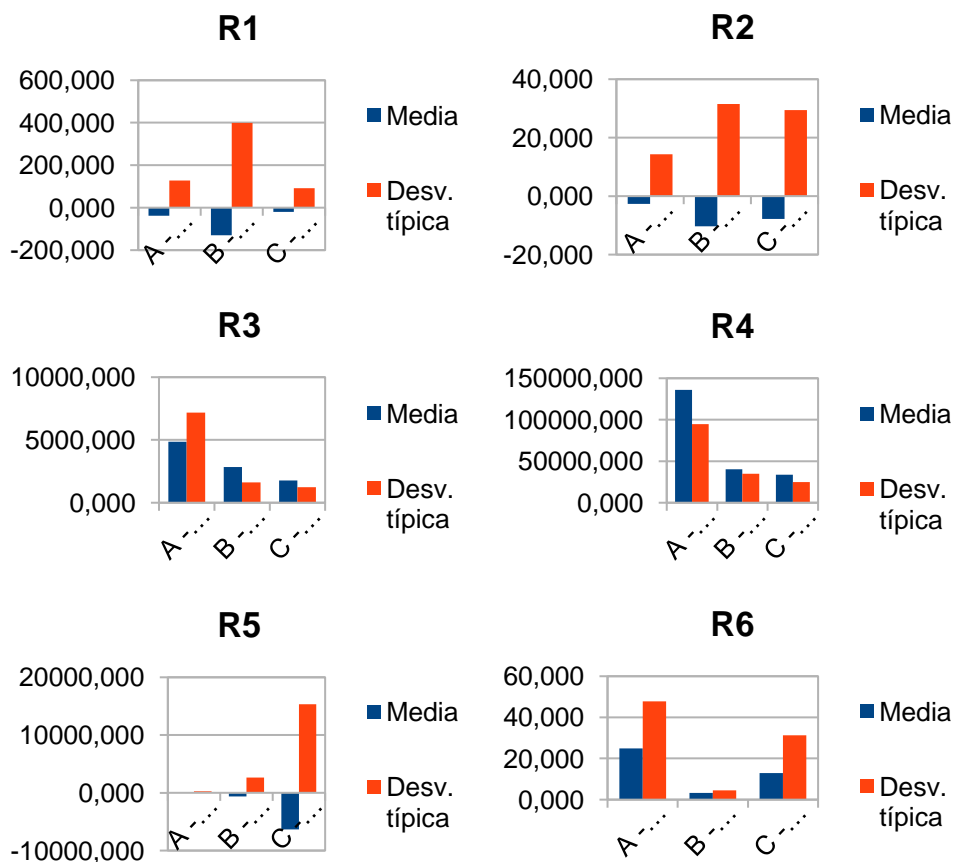 R1
600,000
400,000
200,000
0,000
-200,000
A -...
B -...
C -...
Media
Desv.
típica
R2
40,000
20,000
0,000
-20,000
A -...
B -...
C -...
Media
Desv.
típica
R3
10000,000
5000,000
0,000
A -...
B -...
C -...
Media
Desv.
típica
R4
150000,000
100000,000
50000,000
0,000
A -...
B -...
C -...
Media
Desv.
típica
R5
20000,000
10000,000
0,000
-10000,000
A -...
B -...
C -...
Media
Desv.
típica
R6
60,000
40,000
20,000
0,000
A -...
B -...
C -...
Media
Desv.
típica